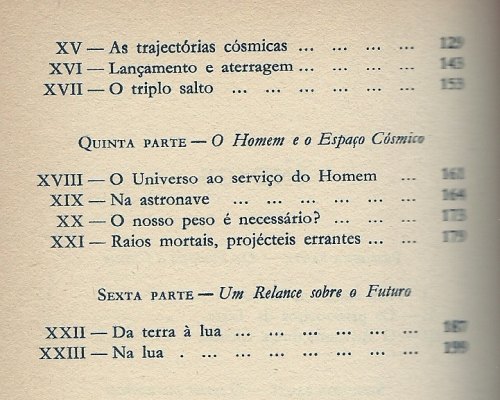 XV — As trajectórias cósmicas ... ... ... ... 129
XVI — Lançamento e aterragem ... ... ... ... 143
XVII — O triplo salto ... ... ... ... ... ... 153
QUINTA PARTE — O Homem e o Espaço Cósmico
XVIII — O Universo ao serviço do Homem ... 161
XIX — Na astronave ... ... ... ... ... ... 164
XX — O nosso peso é necessário? ... ... ... 173
XXI — Raios mortais, projécteis errantes ... ... 179
SEXTA PARTE — Um Relance sobre o Futuro
XXII — Da terra à lua ... ... ... ... ... ... 187
XXIII — Na lua . ... ... ... ... ... ... ... 199